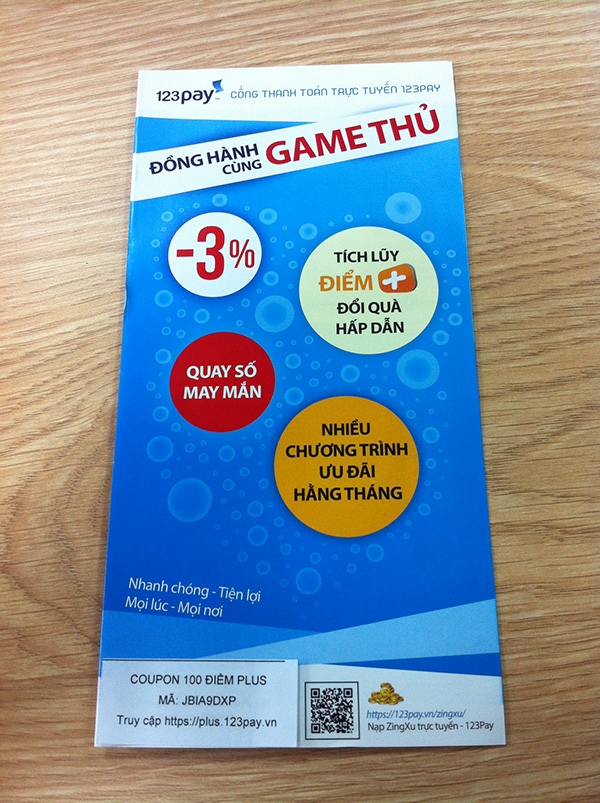 123pay™ CỔNG THANH TOÁN TRỰC TUYẾN 123PAY
ĐỒNG HÀNH
CÙNG GAME THỦ
-3%
TÍCH LŨY
ĐIỂM +
ĐỔI QUÀ
HẤP DẪN
QUAY SỐ
MAY MẮN
NHIỀU
CHƯƠNG TRÌNH
ƯU ĐÃI
HẰNG THÁNG
Nhanh chóng - Tiện lợi
Mọi lúc - Mọi nơi
COUPON 100 ĐIỂM PLUS
MÃ: JBIA9DXP
Truy cập https://plus.123pay.vn
https://123pay.vn/zingxu/
Nạp ZingXu trực tuyến - 123Pay